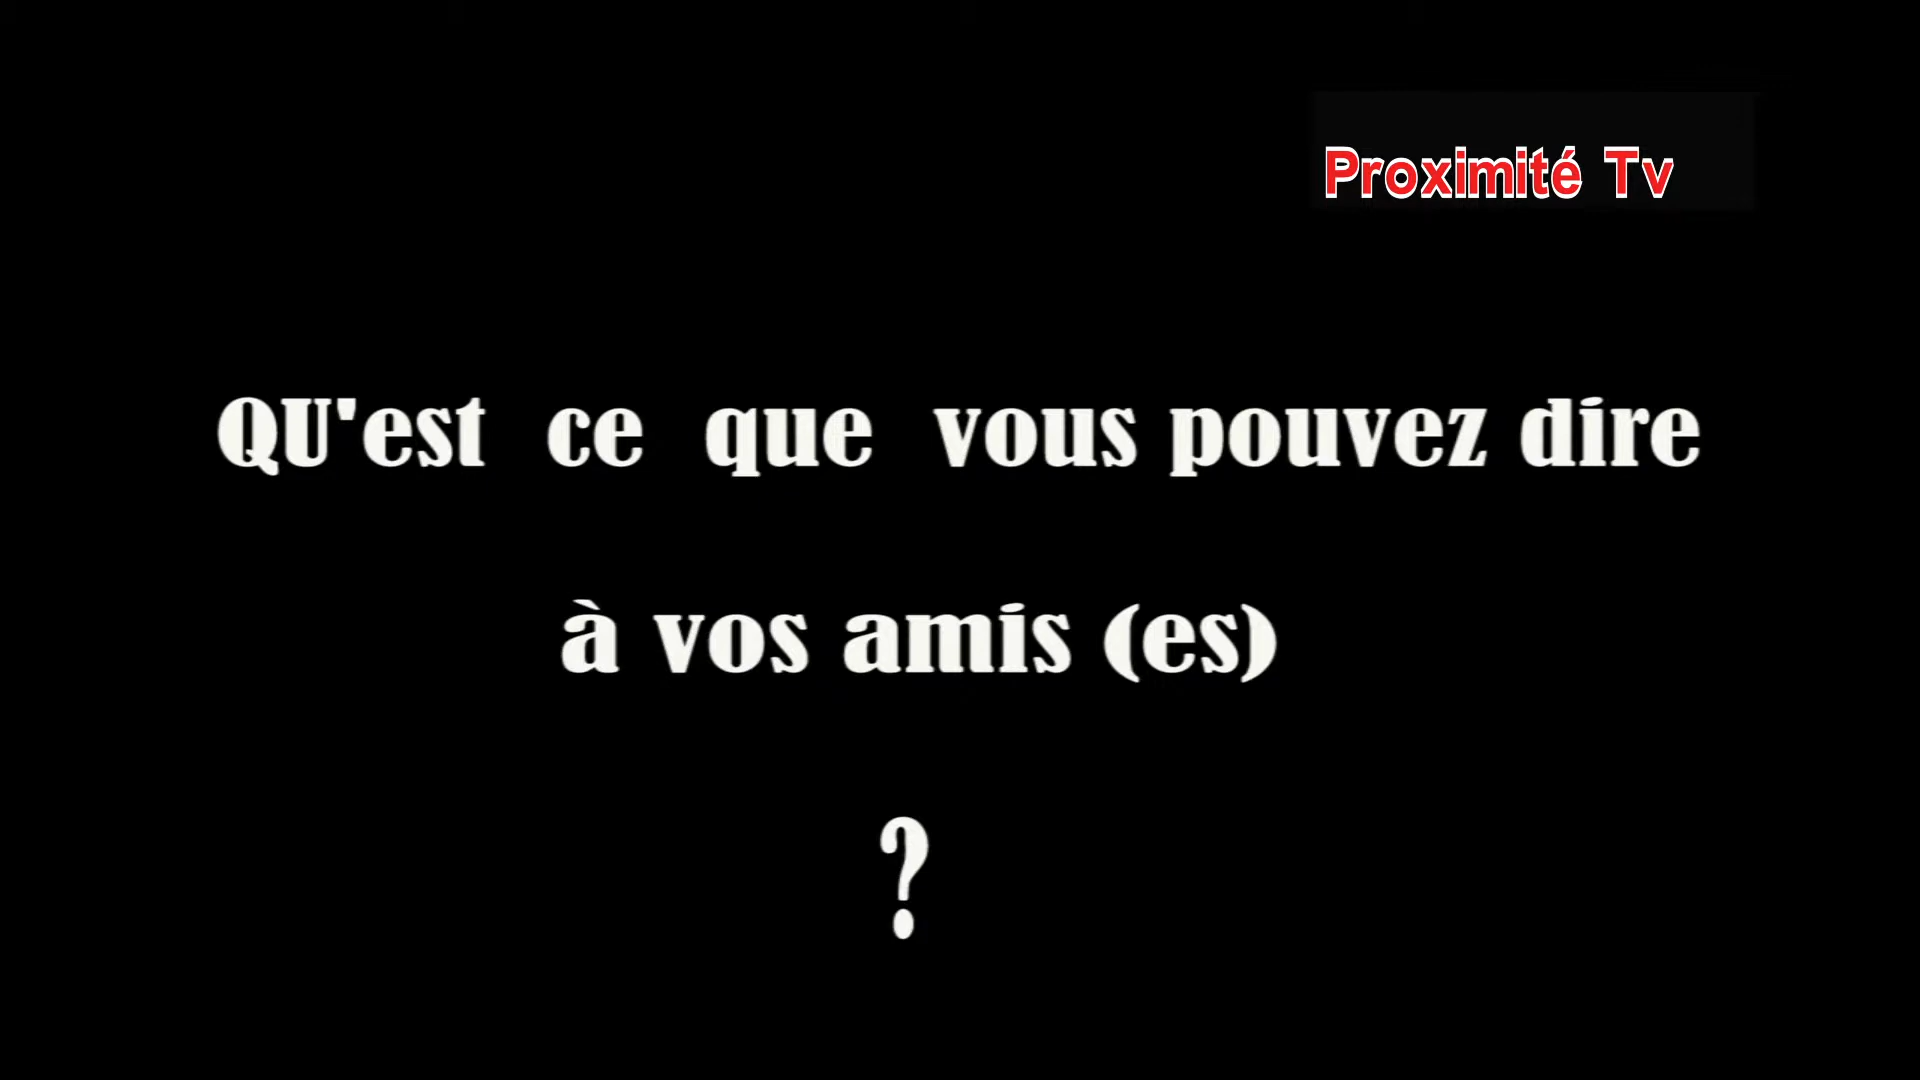 Proximité Tv
QU'est ce que vous pouvez dire
à vos amis (es)
?